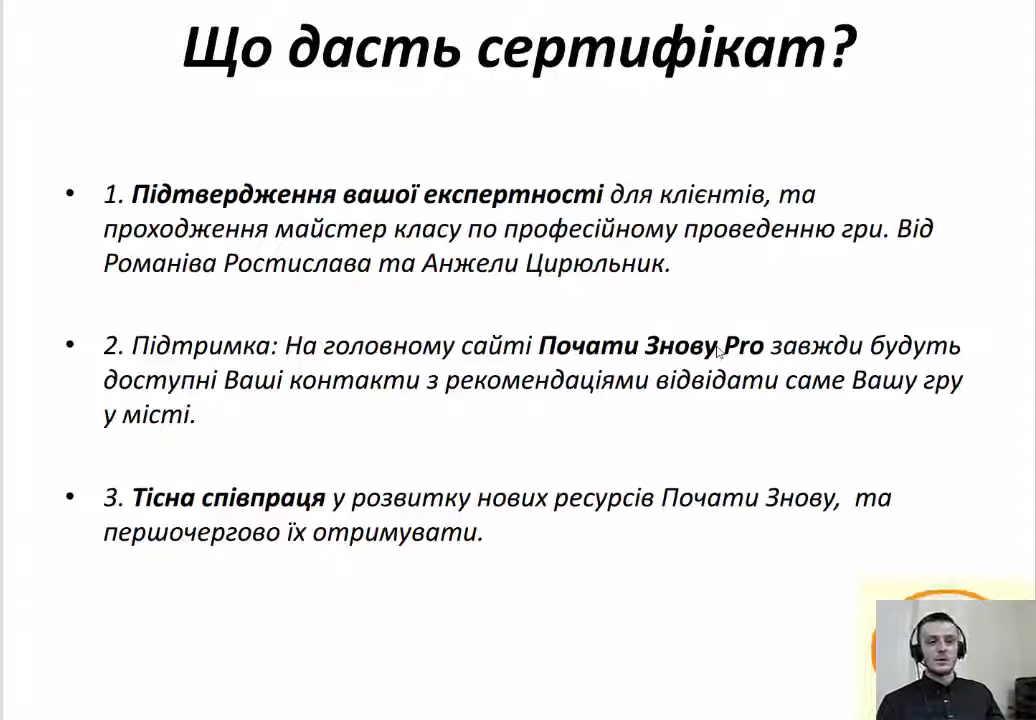 Що дасть сертифікат?
• 1. Підтвердження вашої експертності для клієнтів, та
проходження майстер класу по професійному проведенню гри. Від
Романіва Ростислава та Анжели Цирюльник.
• 2. Підтримка: На головному сайті Почати Знову Pro завжди будуть
доступні Ваші контакти з рекомендаціями відвідати саме Вашу гру
у місті.
• 3. Тісна співпраця у розвитку нових ресурсів Почати Знову,  та
першочергово їх отримувати.